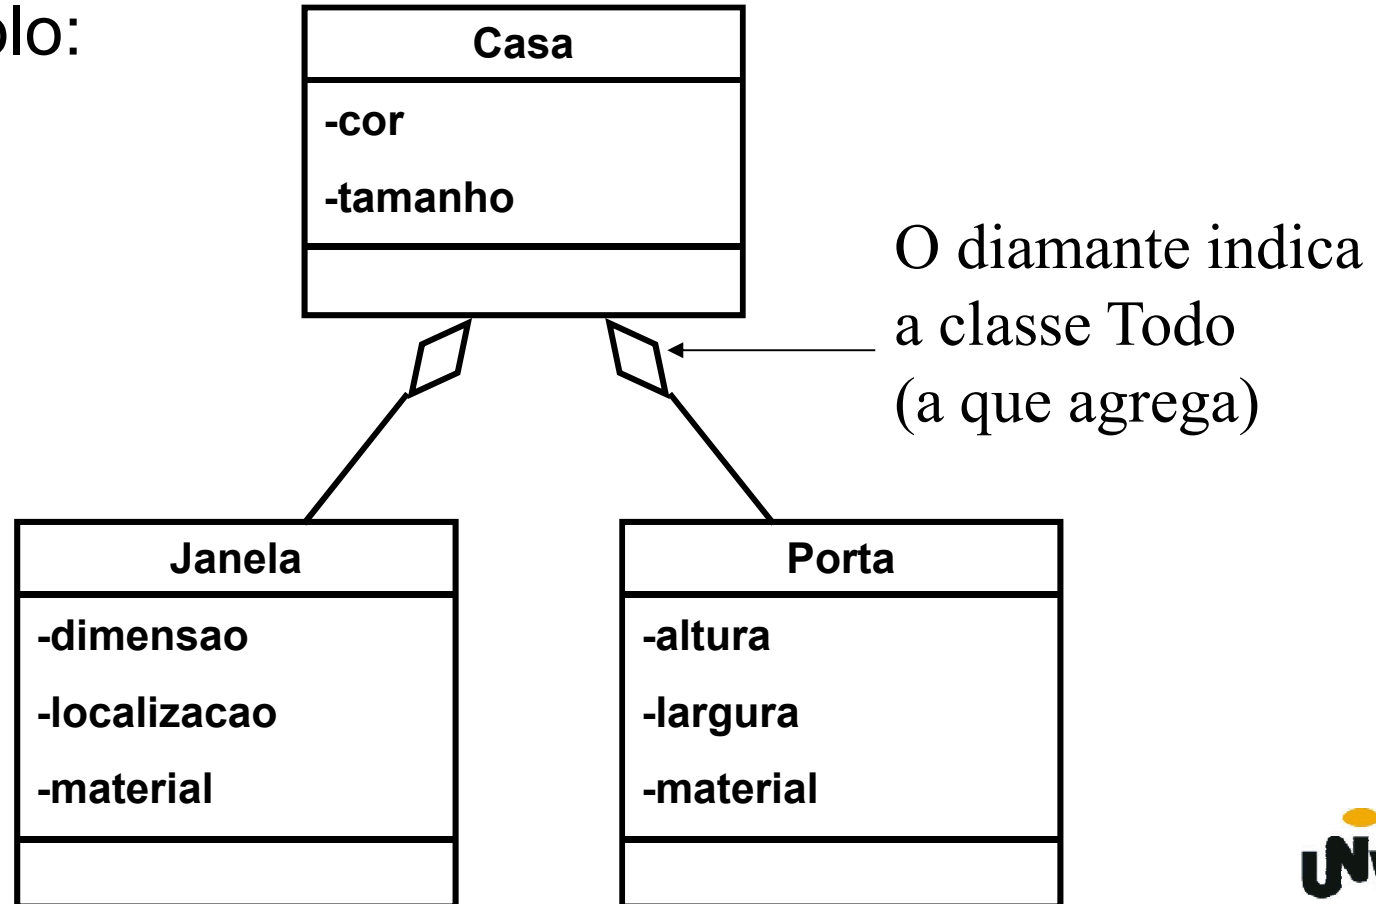 Casa
-cor
-tamanho
O diamante indica
a classe Todo
(a que agrega)
Janela
-dimensao
-localizacao
-material
Porta
-altura
-largura
-material